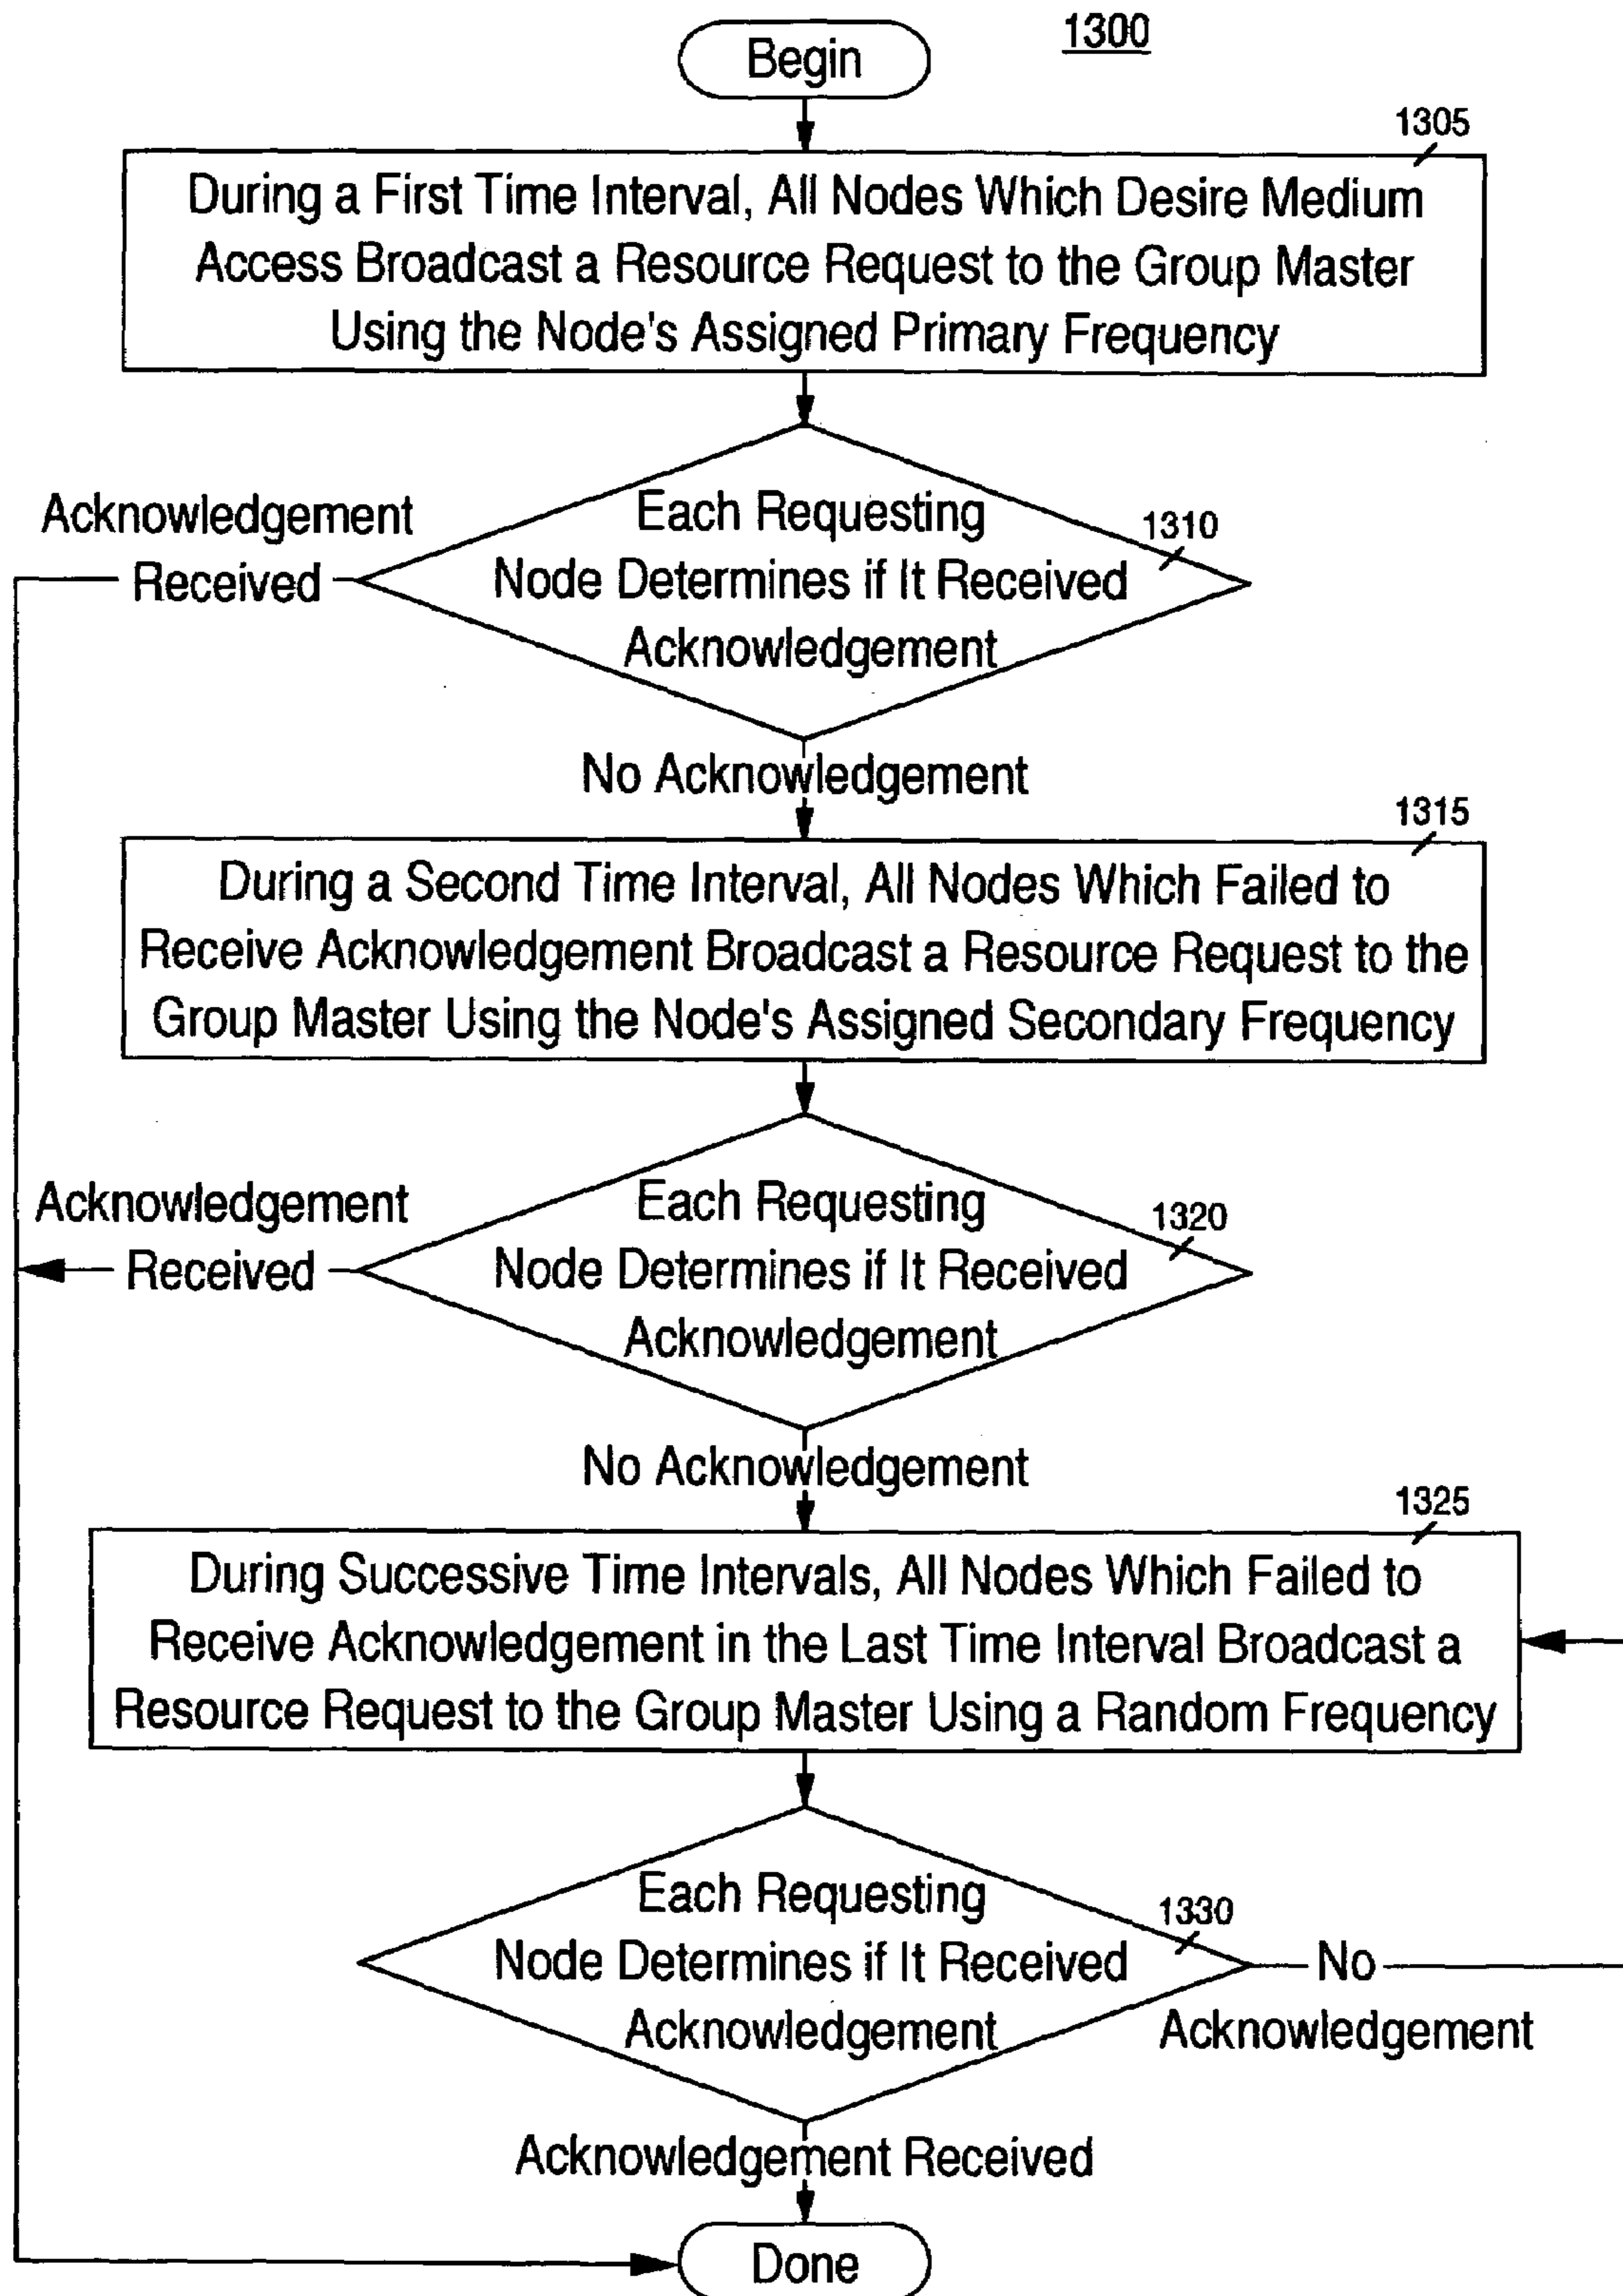 1300
Begin
1305
During a First Time Interval, All Nodes Which Desire Medium
Access Broadcast a Resource Request to the Group Master
Using the Node's Assigned Primary Frequency
Acknowledgement
Received
Each Requesting
Node Determines if It Received
Acknowledgement
1310
No Acknowledgement
1315
During a Second Time Interval, All Nodes Which Failed to
Receive Acknowledgement Broadcast a Resource Request to the
Group Master Using the Node's Assigned Secondary Frequency
Acknowledgement
Received
Each Requesting
Node Determines if It Received
Acknowledgement
1320
No Acknowledgement
1325
During Successive Time Intervals, All Nodes Which Failed to
Receive Acknowledgement in the Last Time Interval Broadcast a
Resource Request to the Group Master Using a Random Frequency
Each Requesting
Node Determines if It Received
Acknowledgement
1330
No
Acknowledgement
Acknowledgement Received
Done